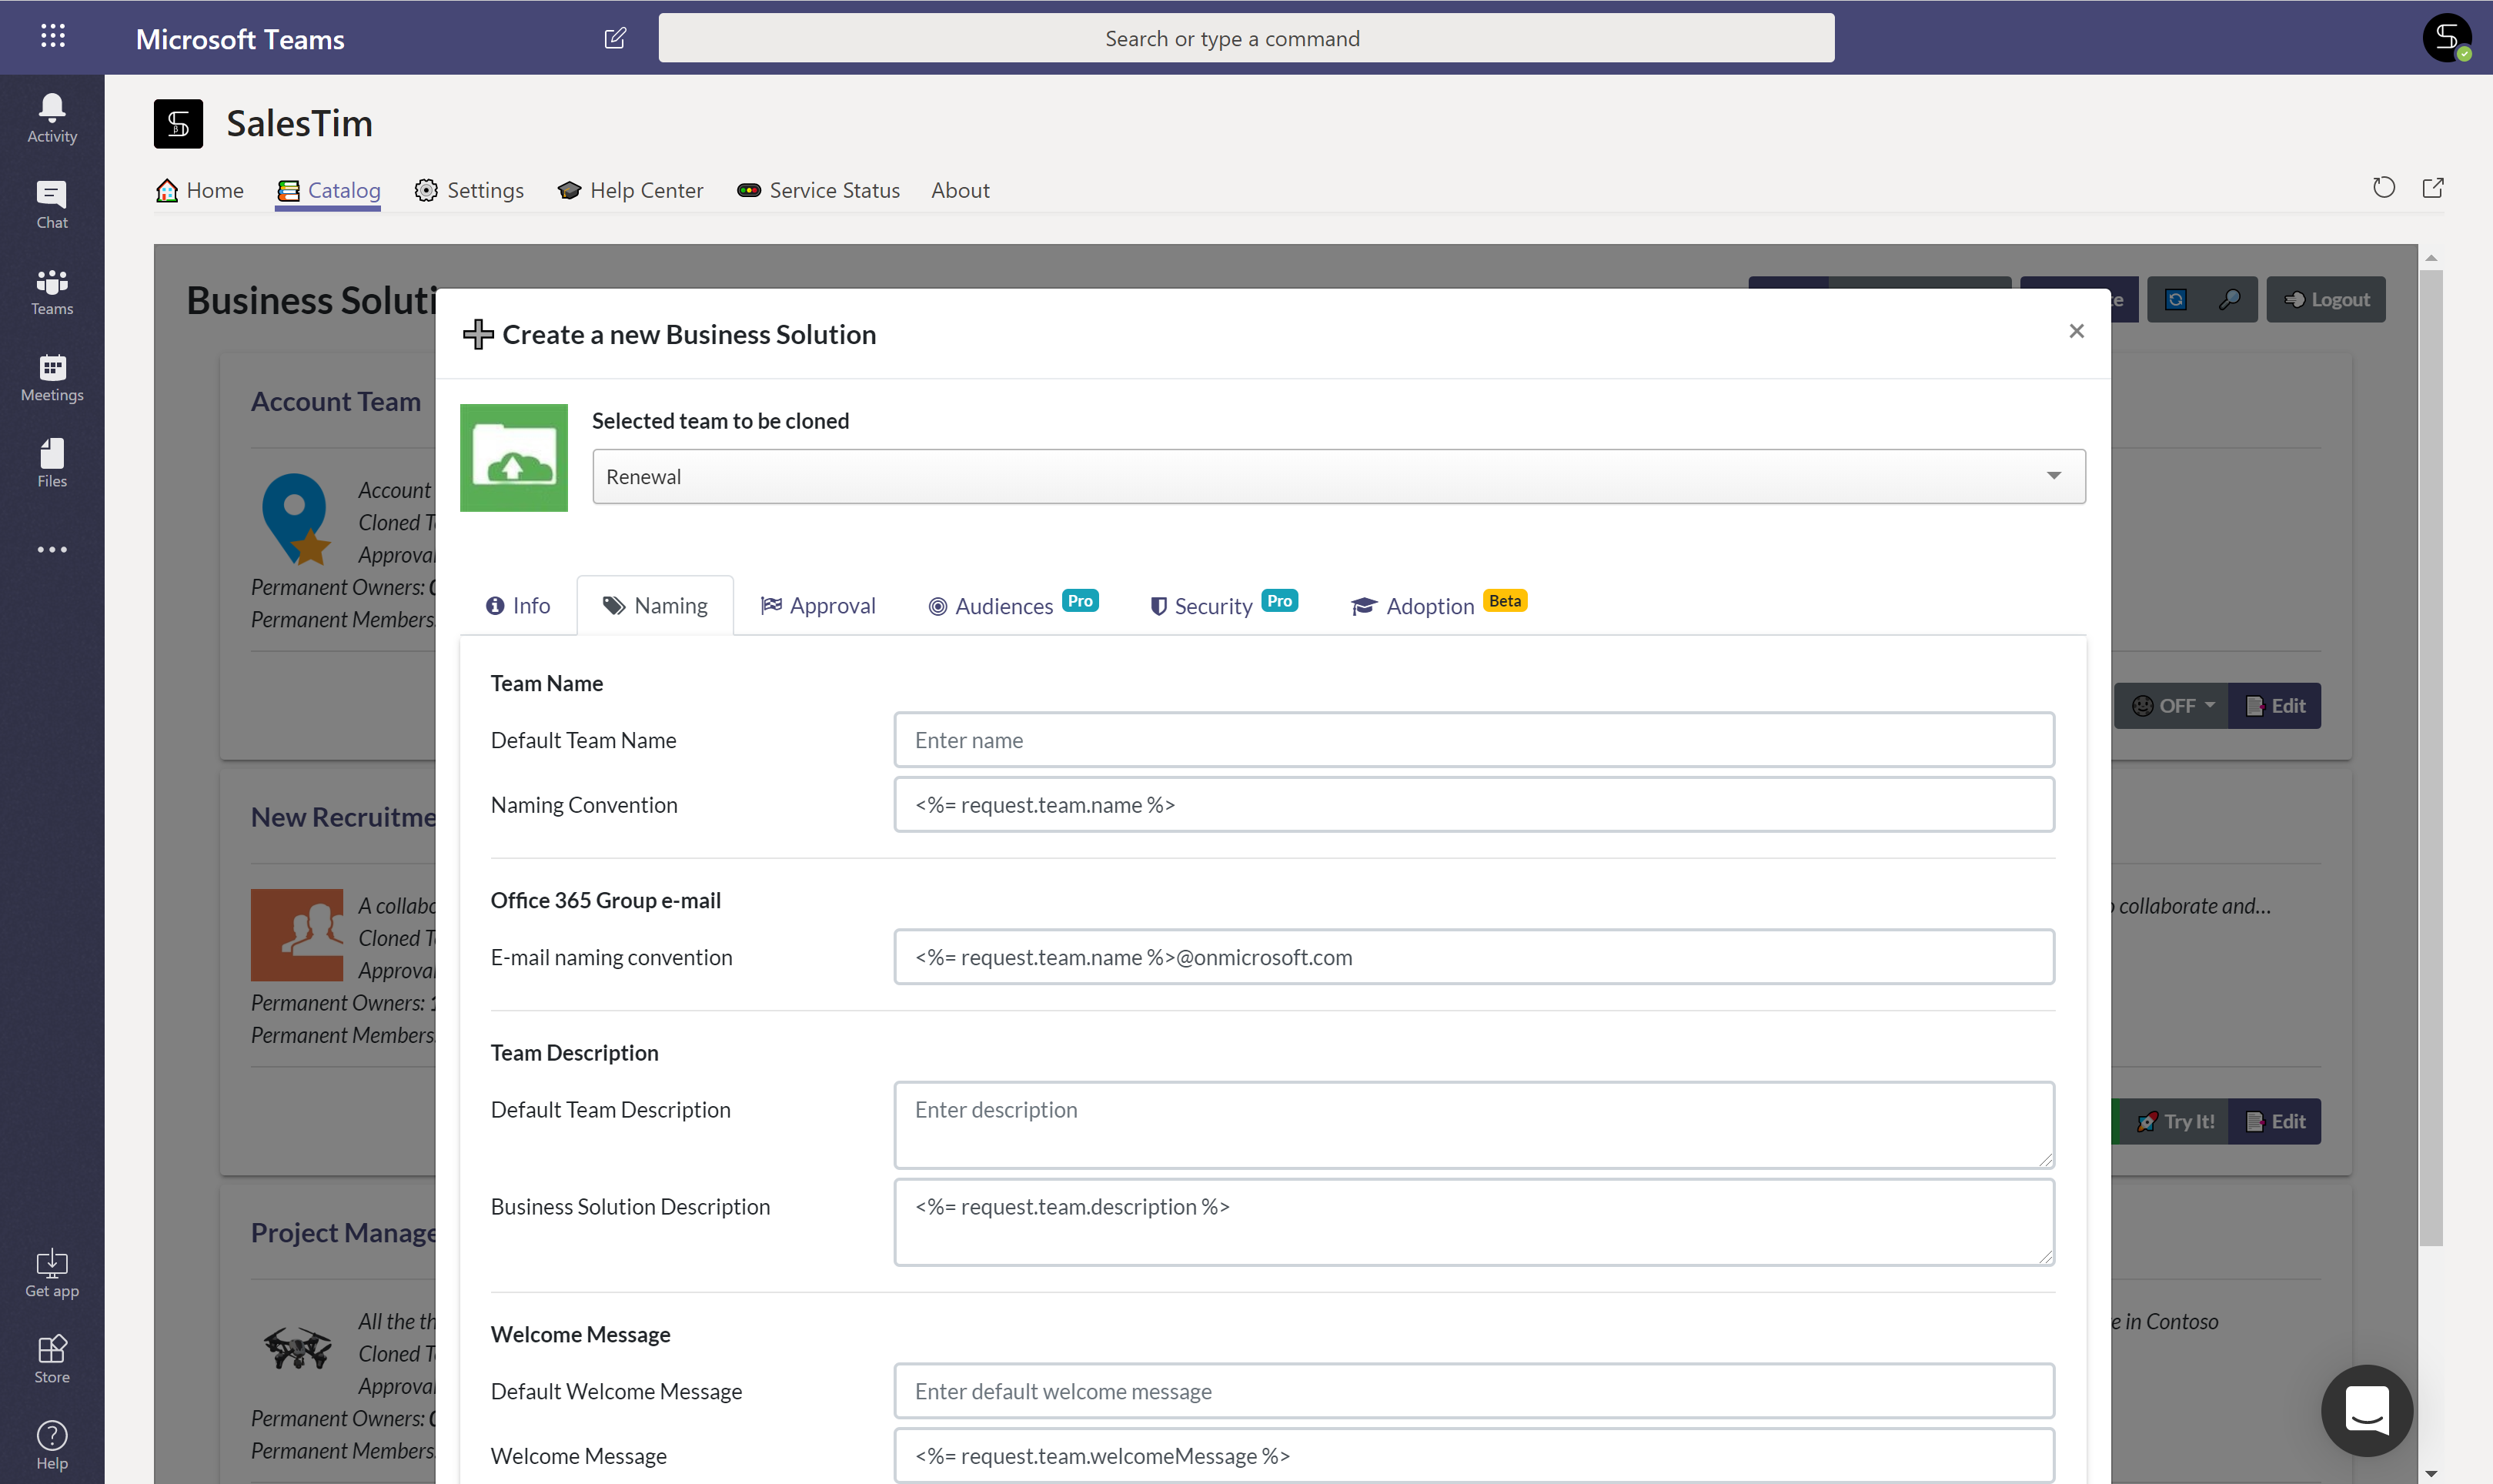 Microsoft Teams
Search or type a command
Activity
Chat
Teams
Meetings
Files
Get app
Store
Help
SalesTim
Home Catalog Settings Help Center Service Status About
Business Soluti
Logout
Account Team
Account
Cloned T
Approval
Permanent Owners:
Permanent Members:
OFF Edit
New Recruitme
A collabo
Cloned T
Approval
Permanent Owners: 1
Permanent Members:
collaborate and...
Try It! Edit
Project Manage
All the th
Cloned T
Approval
Permanent Owners:
Permanent Members:
e in Contoso
Create a new Business Solution
×
Selected team to be cloned
Renewal
Info Naming Approval Audiences Pro Security Pro Adoption Beta
Team Name
Default Team Name Enter name
Naming Convention <%= request.team.name %>
Office 365 Group e-mail
E-mail naming convention <%= request.team.name %>@onmicrosoft.com
Team Description
Default Team Description Enter description
Business Solution Description <%= request.team.description %>
Welcome Message
Default Welcome Message Enter default welcome message
Welcome Message <%= request.team.welcomeMessage %>